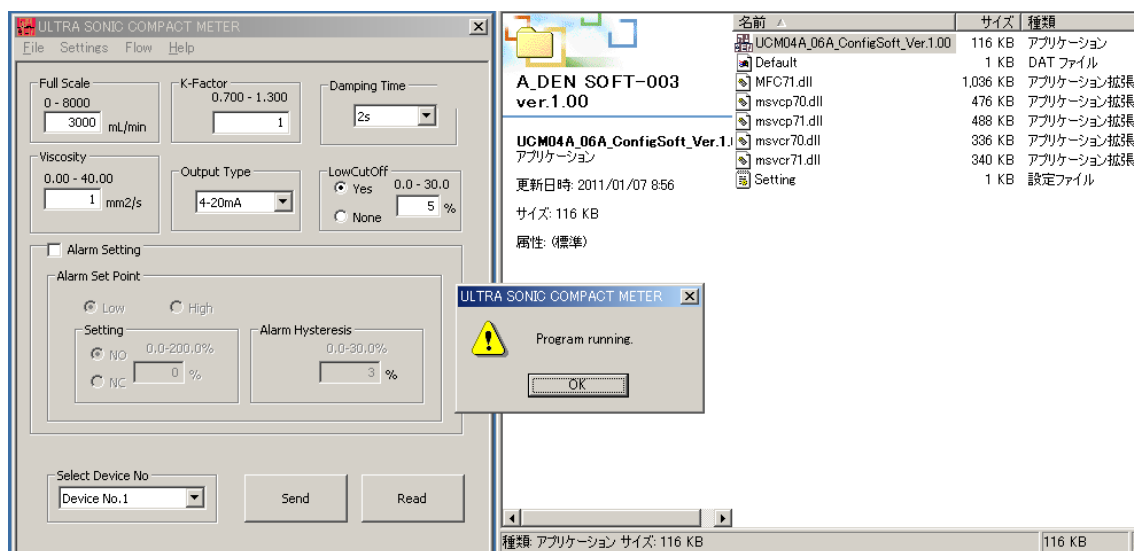 ULTRA SONIC COMPACT METER
File Settings Flow Help
Full Scale
0 - 8000
3000 mL/min
K-Factor
0.700 - 1.300
1
Damping Time
2s
Viscosity
0.00 - 40.00
1 mm2/s
Output Type
4-20mA
LowCutOff
Yes 0.0 - 30.0
5 %
None
Alarm Setting
Alarm Set Point
Low High
Setting
NO 0,0-200,0%
NC 0 %
Alarm Hysteresis
0,0-30,0%
3 %
Select Device No
Device No.1
Send
Read
A_DEN SOFT-003
ver.1.00
UCM04A_06A_ConfigSoft_Ver.1.
アプリケーション
更新日時: 2011/01/07 8:56
サイズ: 116 KB
属性: (標準)
名前 サイズ 種類
UCM04A_06A_ConfigSoft_Ver.1.00 116 KB アプリケーション
Default 1 KB DAT ファイル
MFC71.dll 1,036 KB アプリケーション拡張
msvcp70.dll 476 KB アプリケーション拡張
msvcp71.dll 488 KB アプリケーション拡張
msvcr70.dll 336 KB アプリケーション拡張
msvcr71.dll 340 KB アプリケーション拡張
Setting 1 KB 設定ファイル
ULTRA SONIC COMPACT METER
Program running.
OK
種類: アプリケーション サイズ: 116 KB
116 KB